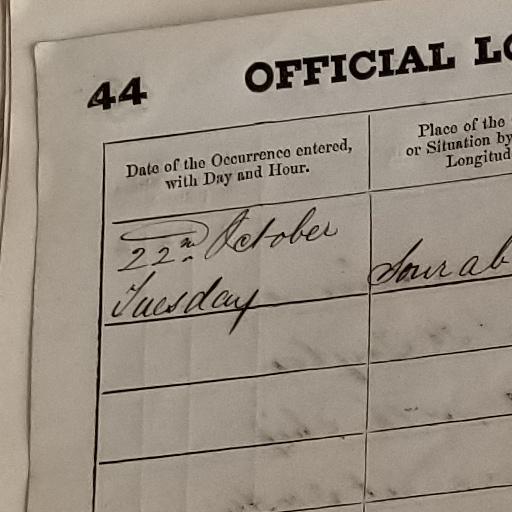 44 OFFICIAL LO
Date of the Occurrence entered,
with Day and Hour.
Place of the
or Situation by
Longitud
22nd October
Tuesday
Sourab